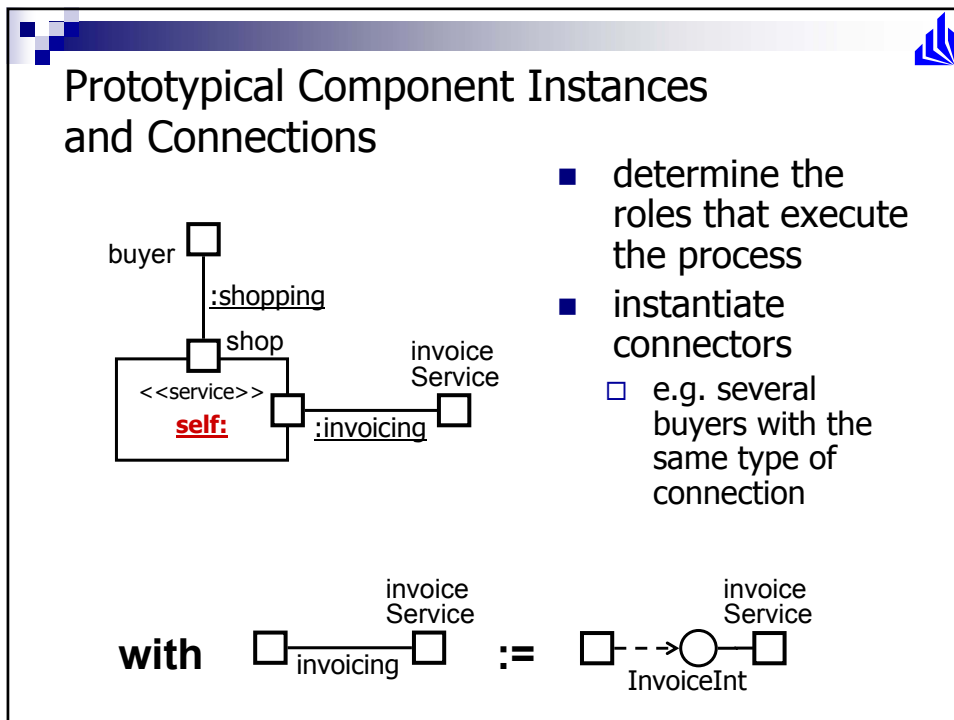 Prototypical Component Instances
and Connections
buyer
:shopping
shop
<<service>>
self:
:invoicing
invoice
Service
determine the
roles that execute
the process
instantiate
connectors
e.g. several
buyers with the
same type of
connection
with
invoicing
invoice
Service
:=
InvoiceInt
invoice
Service